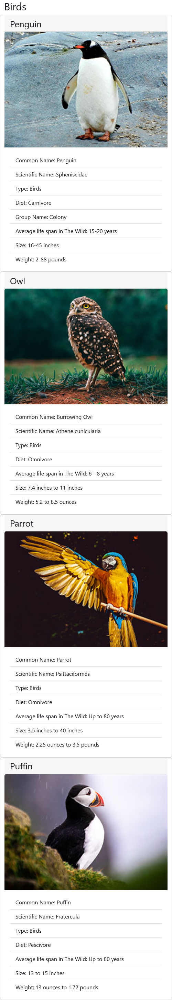 Birds
Penguin
Common Name: Penguin
Scientific Name: Spheniscidae
Type: Birds
Diet: Carnivore
Group Name: Colony
Average life span in The Wild: 15-20 years
Size: 16-45 inches
Weight: 2-88 pounds
Owl
Common Name: Burrowing Owl
Scientific Name: Athene cunicularia
Type: Birds
Diet: Omnivore
Average life span in The Wild: 6 - 8 years
Size: 7.4 inches to 11 inches
Weight: 5.2 to 8.5 ounces
Parrot
Common Name: Parrot
Scientific Name: Psittaciformes
Type: Birds
Diet: Omnivore
Average life span in The Wild: Up to 80 years
Size: 3.5 inches to 40 inches
Weight: 2.25 ounces to 3.5 pounds
Puffin
Common Name: Puffin
Scientific Name: Fratercula
Type: Birds
Diet: Pescivore
Average life span in The Wild: Up to 80 years
Size: 13 to 15 inches
Weight: 13 ounces to 1.72 pounds